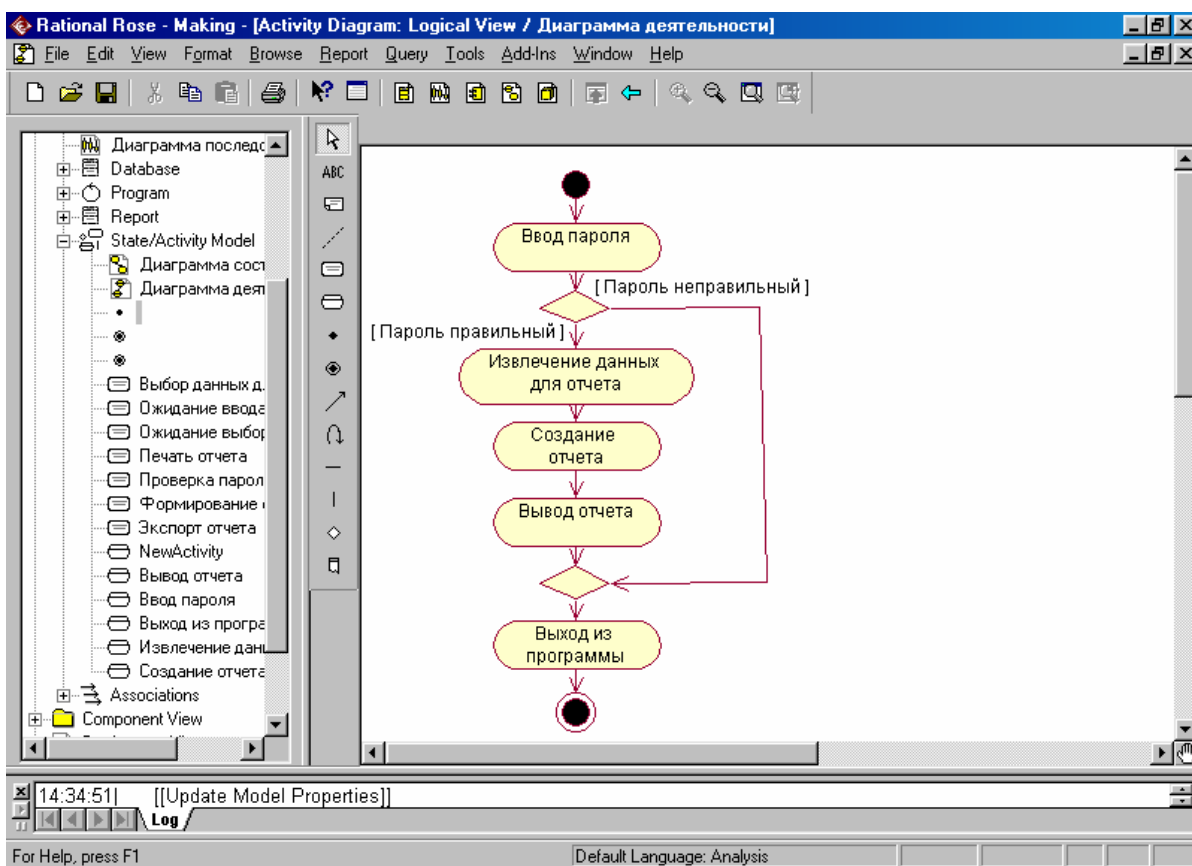 Rational Rose - Making - [Activity Diagram: Logical View / Диаграмма деятельности]
File Edit View Format Browse Report Query Tools Add-Ins Window Help
Диаграмма последс
Database
Program
Report
State/Activity Model
Диаграмма сост
Диаграмма деят
Выбор данных д
Ожидание ввода
Ожидание выбор
Печать отчета
Проверка парол
Формирование
Экспорт отчета
NewActivity
Вывод отчета
Ввод пароля
Выход из програ
Извлечение данн
Создание отчета
Associations
Component View
ABC
Ввод пароля
[ Пароль неправильный ]
[ Пароль правильный ]
Извлечение данных
для отчета
Создание
отчета
Вывод отчета
Выход из
программы
14:34:51| [[Update Model Properties]]
Log
For Help, press F1
Default Language: Analysis